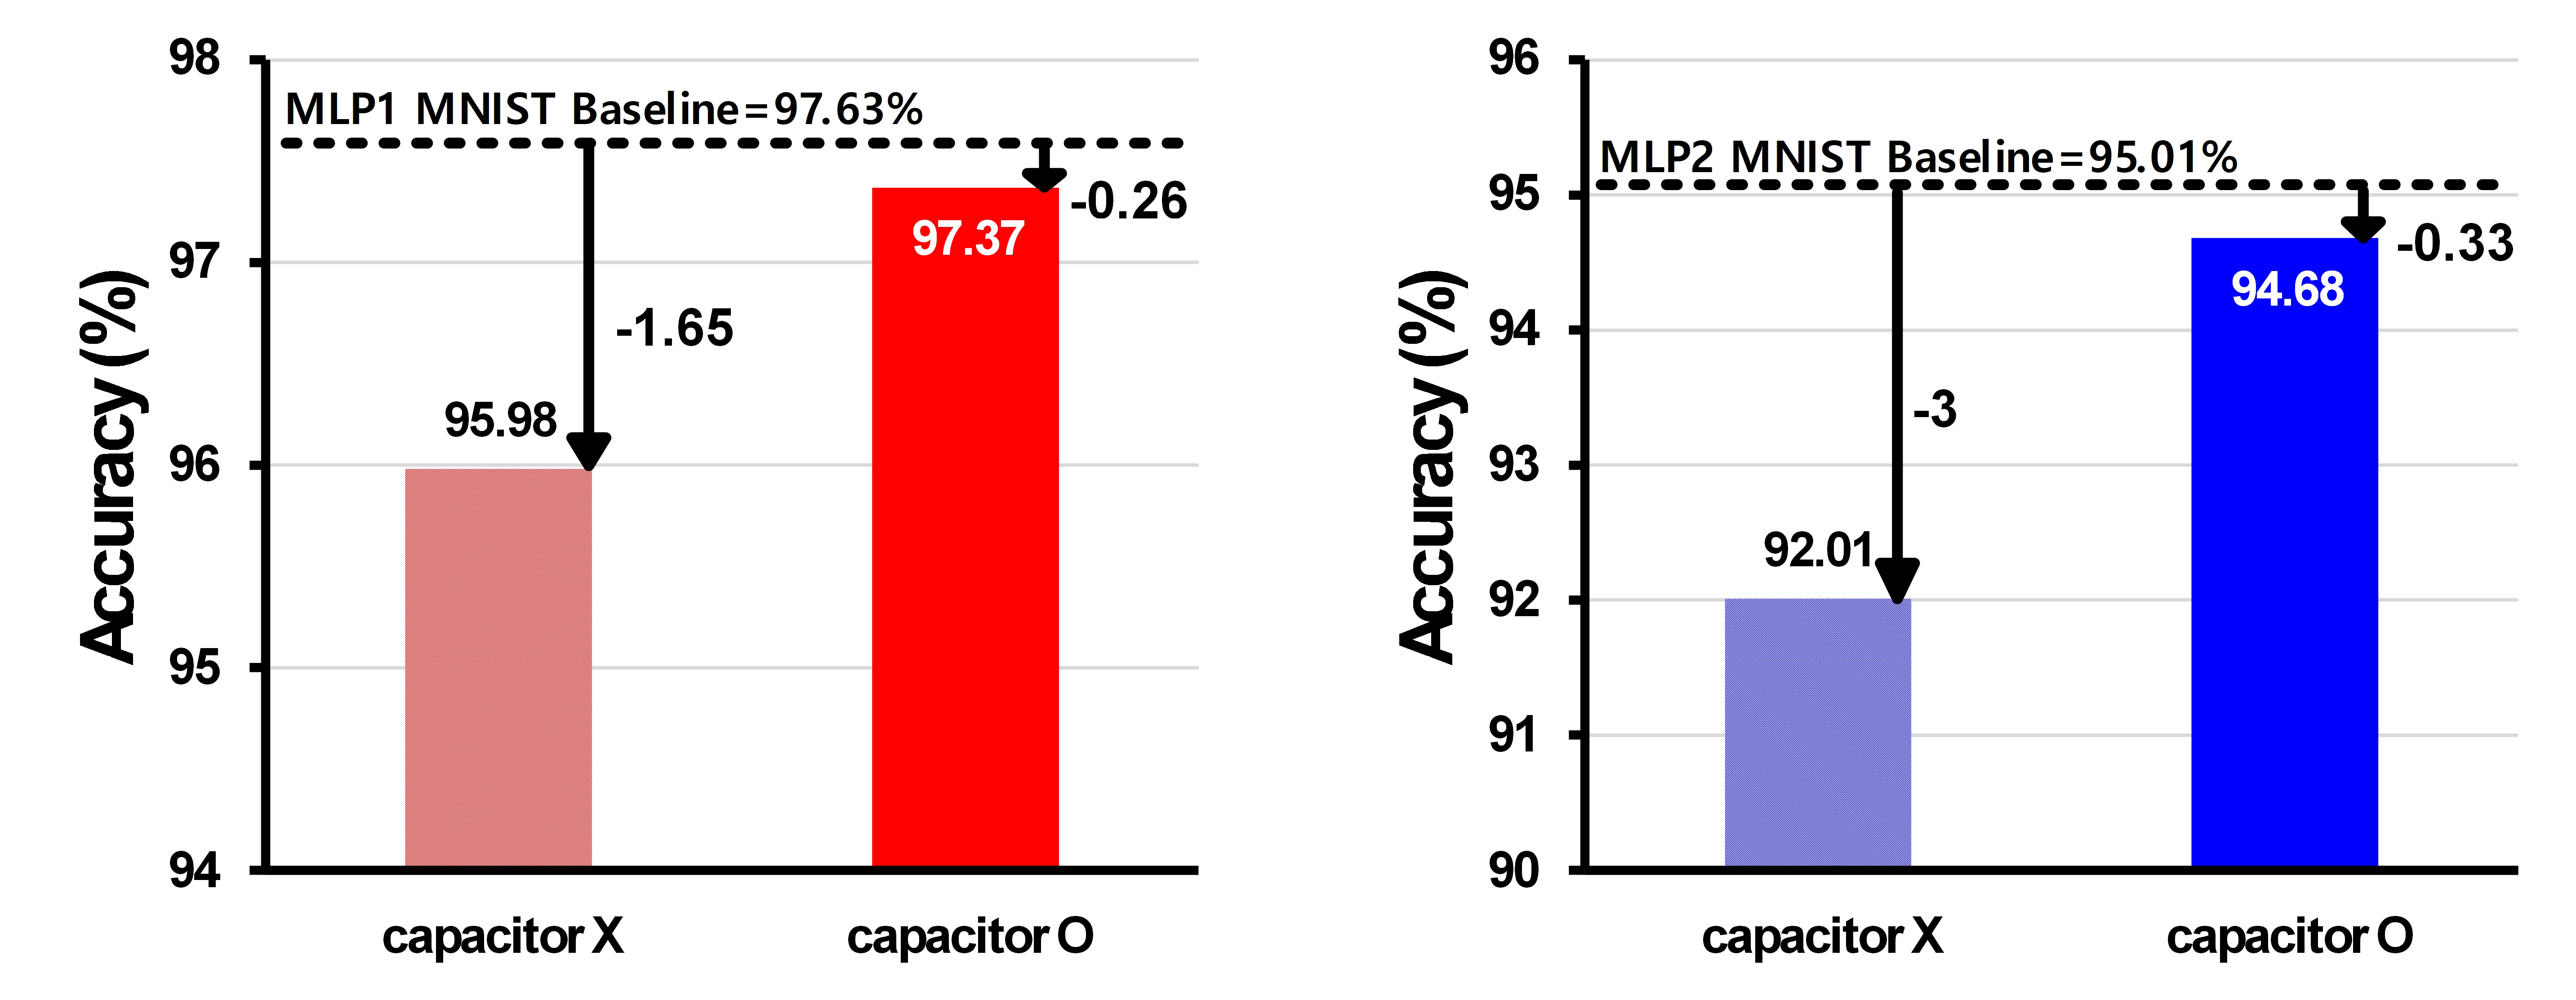 98
97
96
95
94
Accuracy (%)
MLP1 MNIST Baseline=97.63%
-0.26
97.37
-1.65
95.98
capacitor X
capacitor O
96
95
94
93
92
91
90
Accuracy (%)
MLP2 MNIST Baseline=95.01%
-0.33
94.68
-3
92.01
capacitor X
capacitor O